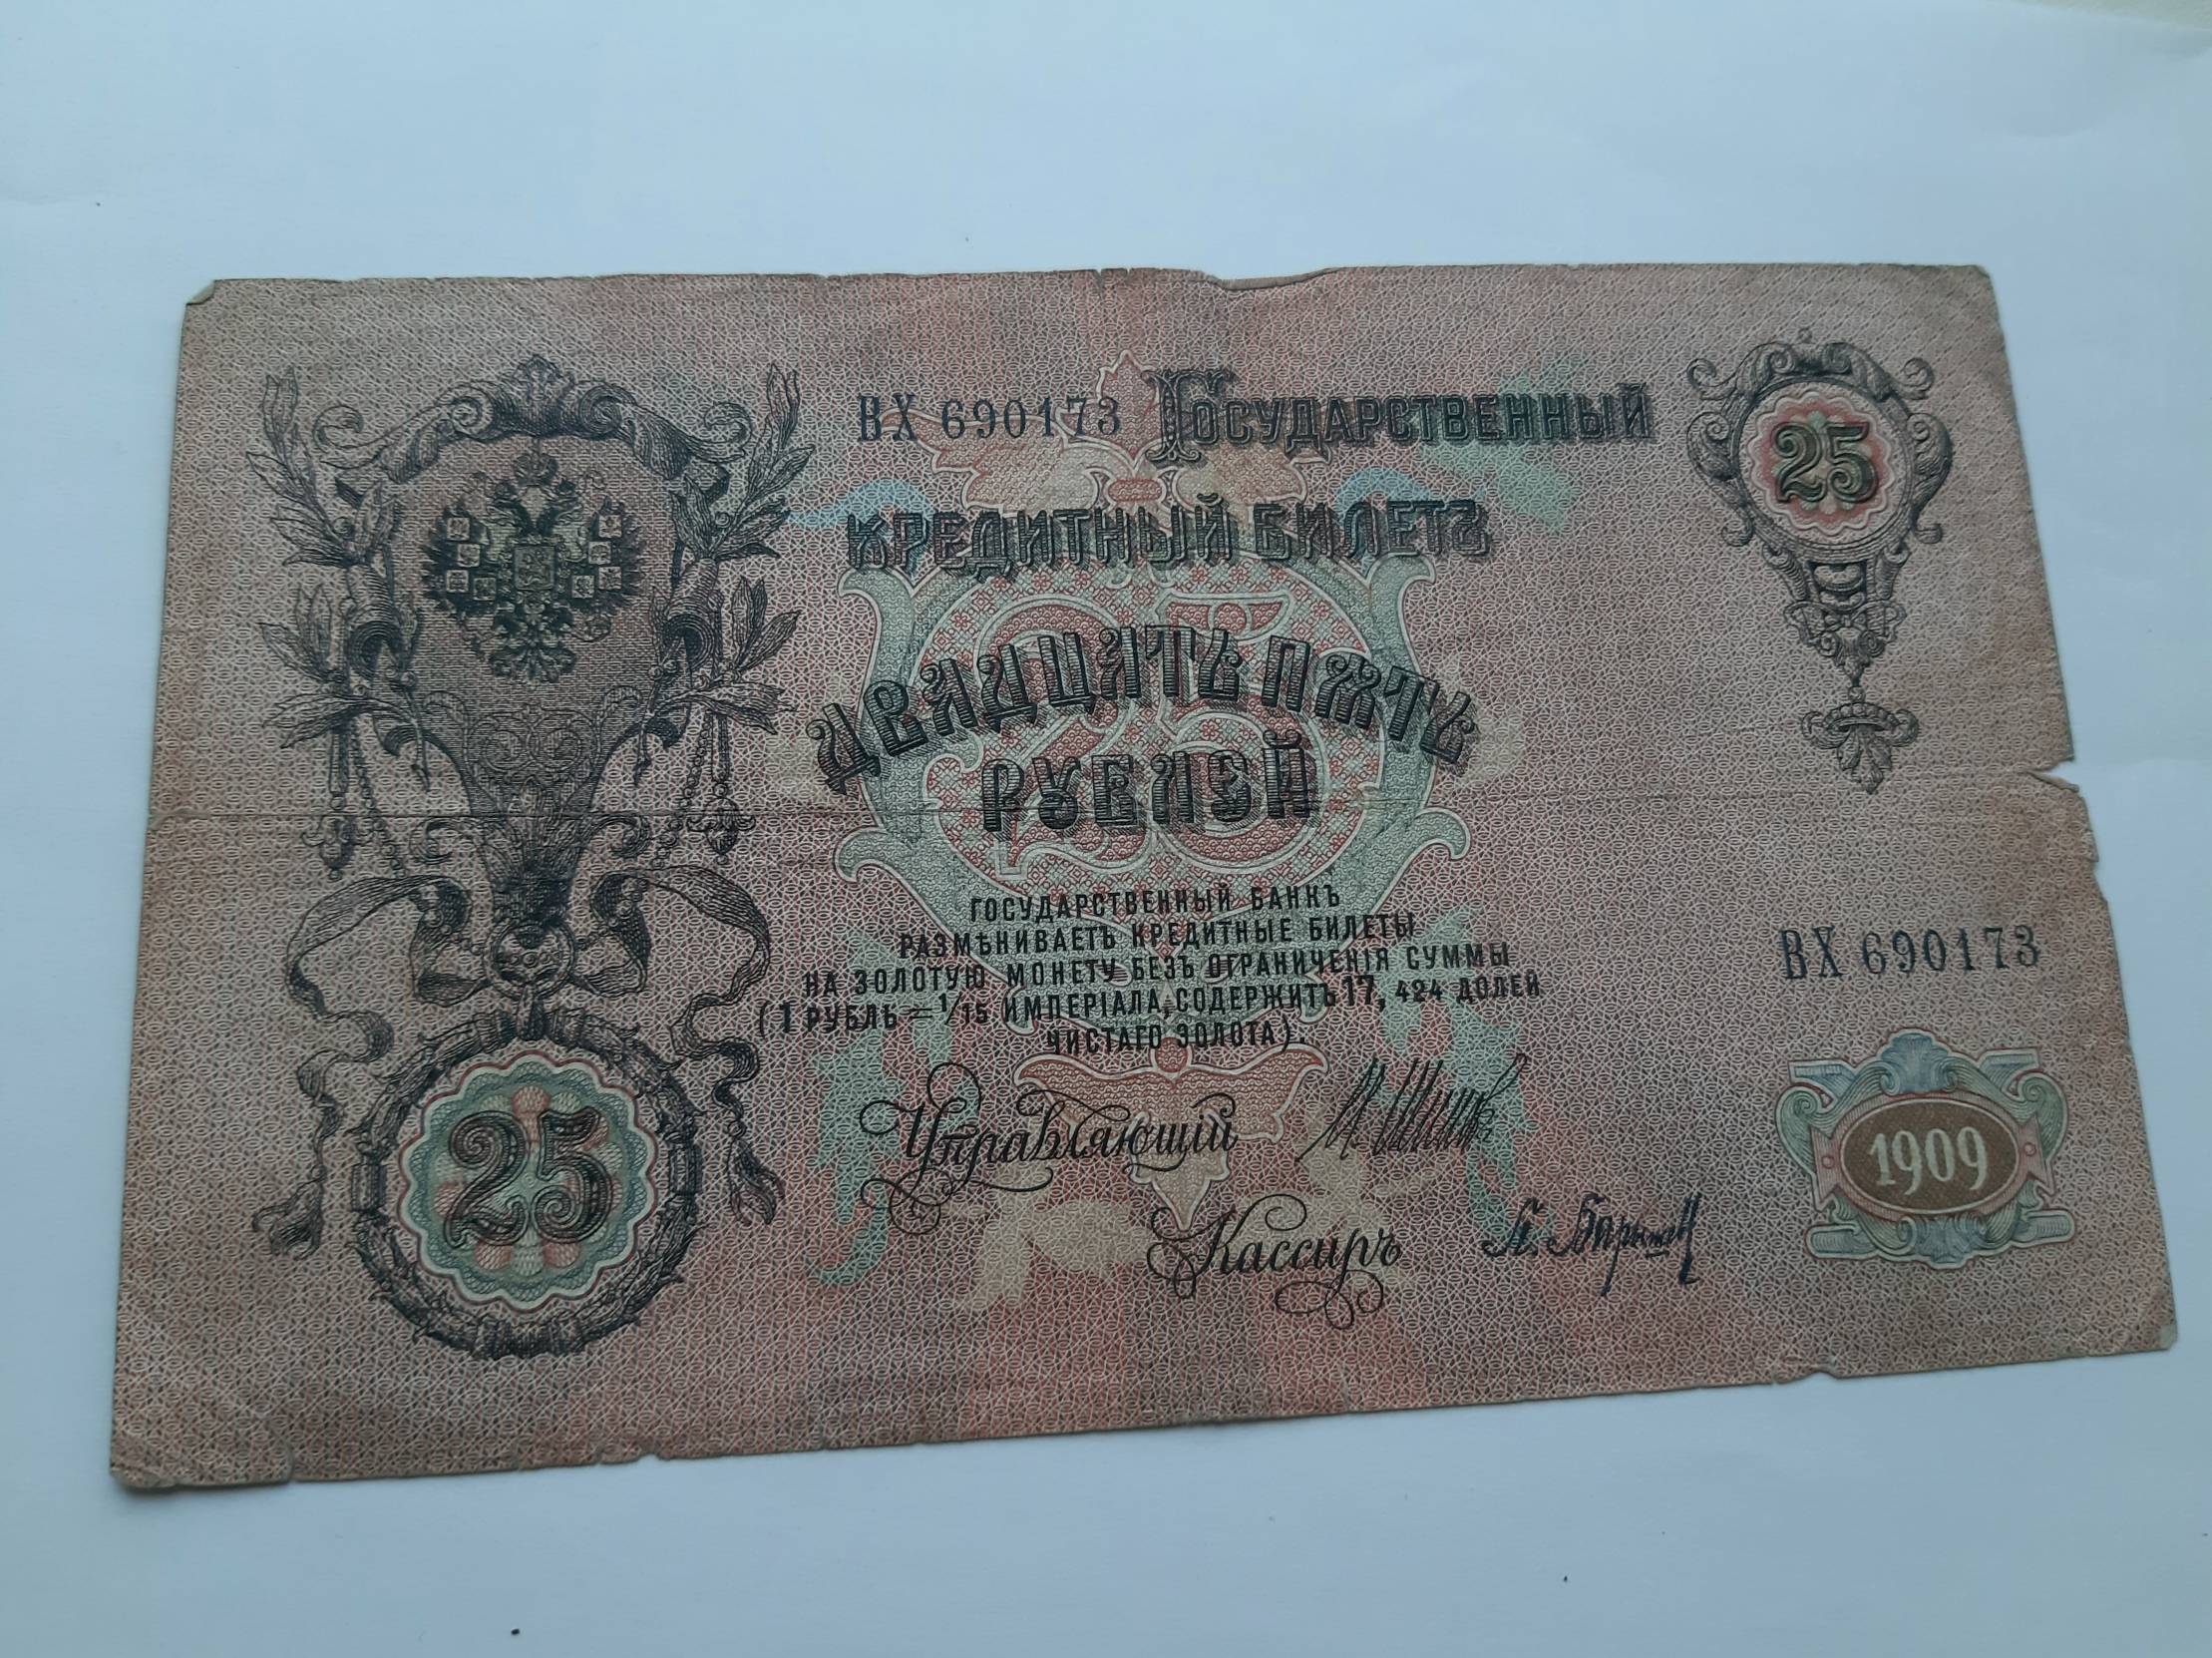 ВХ 690173 ГОСУДАРСТВЕННЫЙ
25
КРЕДИТНЫЙ БИЛЕТЪ
25
ДВАДЦАТЬ ПЯТЬ
РУБЛЕЙ
ГОСУДАРСТВЕННЫЙ БАНКЪ
РАЗМѢНИВАЕТЪ КРЕДИТНЫЕ БИЛЕТЫ
НА ЗОЛОТУЮ МОНЕТУ БЕЗЪ ОГРАНИЧЕНІЯ СУММЫ
(1 РУБЛЬ=1/15 ИМПЕРІАЛА, СОДЕРЖИТЪ 17, 424 ДОЛЕЙ
ЧИСТАГО ЗОЛОТА).
ВХ 690173
Управляющій
Кассиръ
25
1909